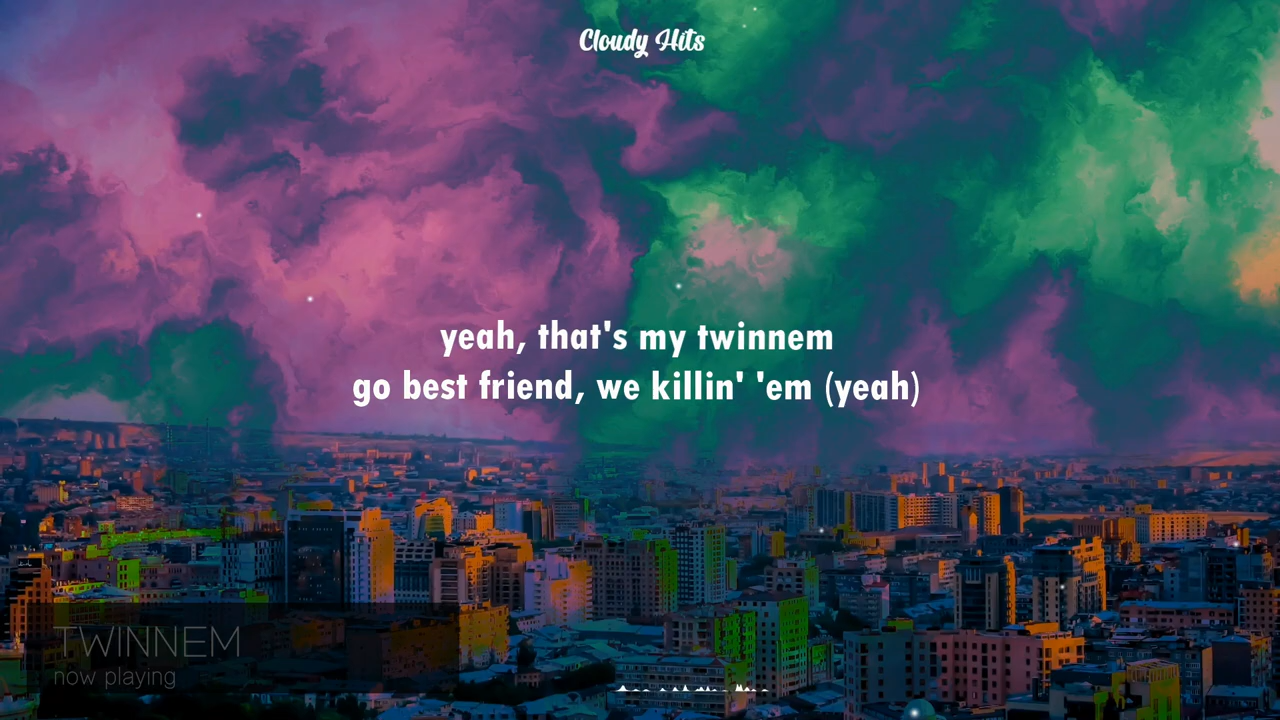 Cloudy Hits
yeah, that's my twinnem
go best friend, we killin' 'em (yeah)
TWINNEM
now playing